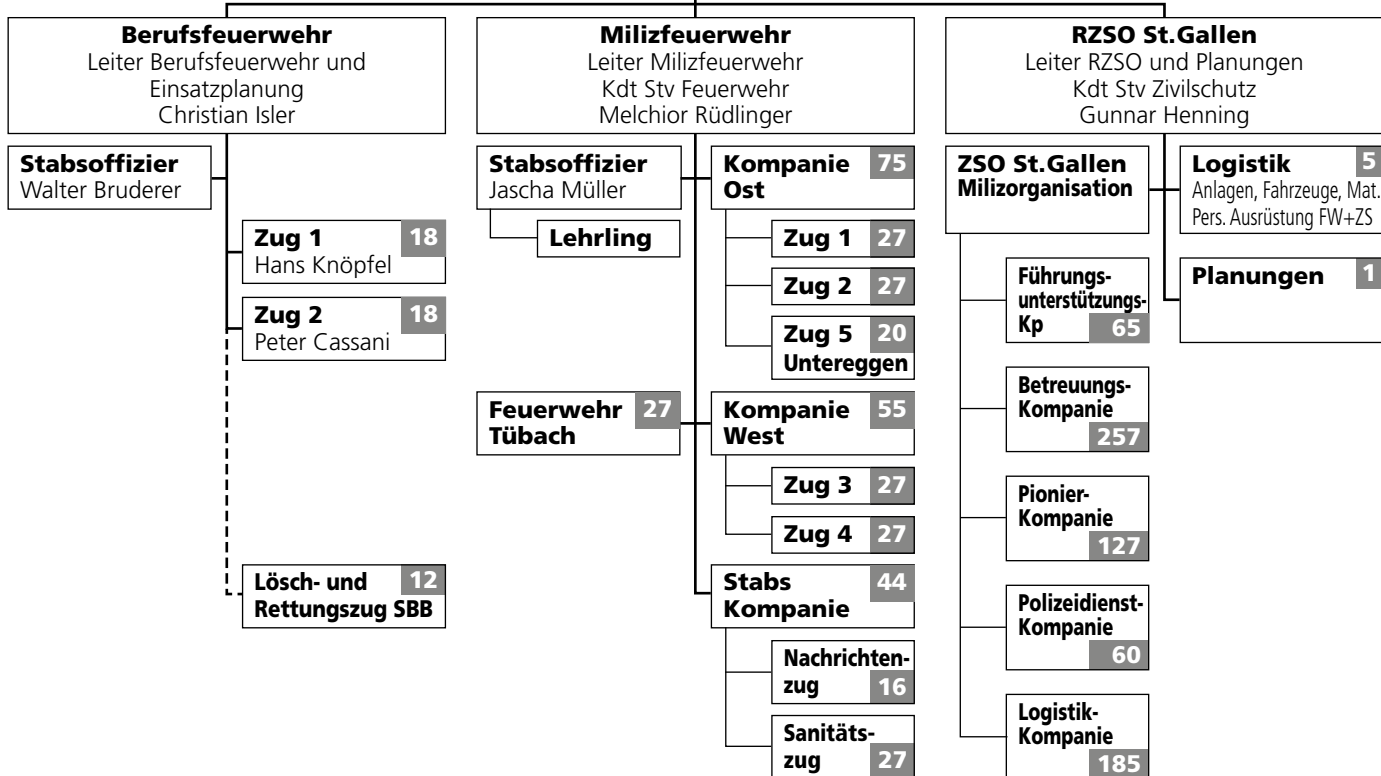 Berufsfeuerwehr
Leiter Berufsfeuerwehr und
Einsatzplanung
Christian Isler
Stabsoffizier
Walter Bruderer
Zug 1 18
Hans Knöpfel
Zug 2 18
Peter Cassani
Lösch- und 12
Rettungszug SBB
Milizfeuerwehr
Leiter Milizfeuerwehr
Kdt Stv Feuerwehr
Melchior Rüdlinger
Stabsoffizier
Jascha Müller
Lehrling
Feuerwehr 27
Tübach
Kompanie 75
Ost
Zug 1 27
Zug 2 27
Zug 5 20
Untereggen
Kompanie 55
West
Zug 3 27
Zug 4 27
Stabs 44
Kompanie
Nachrichten-
zug 16
Sanitäts-
zug 27
RZSO St.Gallen
Leiter RZSO und Planungen
Kdt Stv Zivilschutz
Gunnar Henning
ZSO St.Gallen
Milizorganisation
Führungs-
unterstützungs-
Kp 65
Betreuungs-
Kompanie
257
Pionier-
Kompanie
127
Polizeidienst-
Kompanie
60
Logistik-
Kompanie
185
Logistik 5
Anlagen, Fahrzeuge, Mat.
Pers. Ausrüstung FW+ZS
Planungen 1